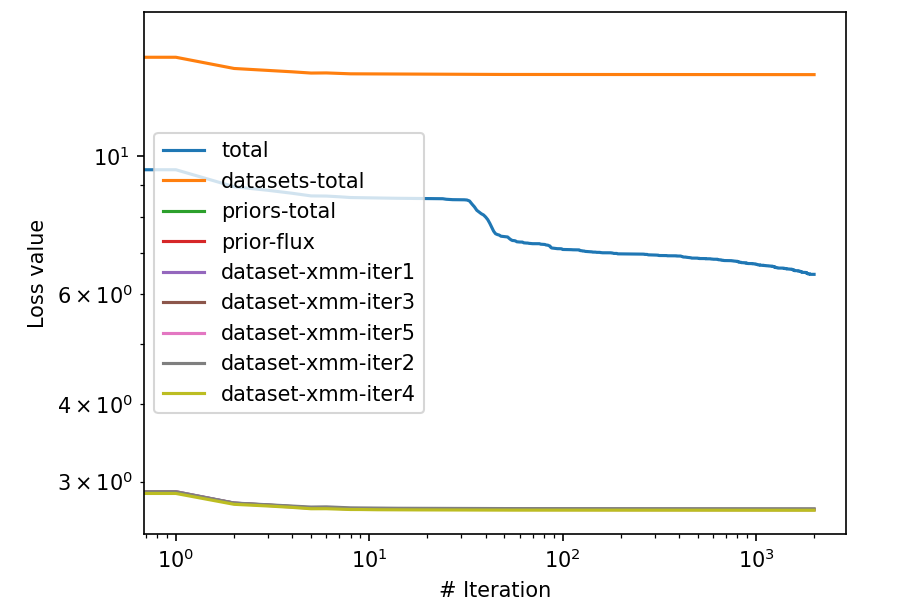 10¹
6 × 10⁰
4 × 10⁰
3 × 10⁰
Loss value
total
datasets-total
priors-total
prior-flux
dataset-xmm-iter1
dataset-xmm-iter3
dataset-xmm-iter5
dataset-xmm-iter2
dataset-xmm-iter4
10⁰ 10¹ 10² 10³
# Iteration